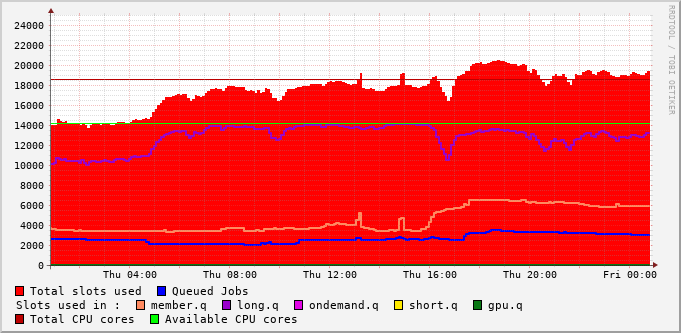 RRDTOOL / TOBI OETIKER
24000
22000
20000
18000
16000
14000
12000
10000
8000
6000
4000
2000
0
Thu 04:00 Thu 08:00 Thu 12:00 Thu 16:00 Thu 20:00 Fri 00:00
Total slots used Queued Jobs
Slots used in : member.q long.q ondemand.q short.q gpu.q
Total CPU cores Available CPU cores